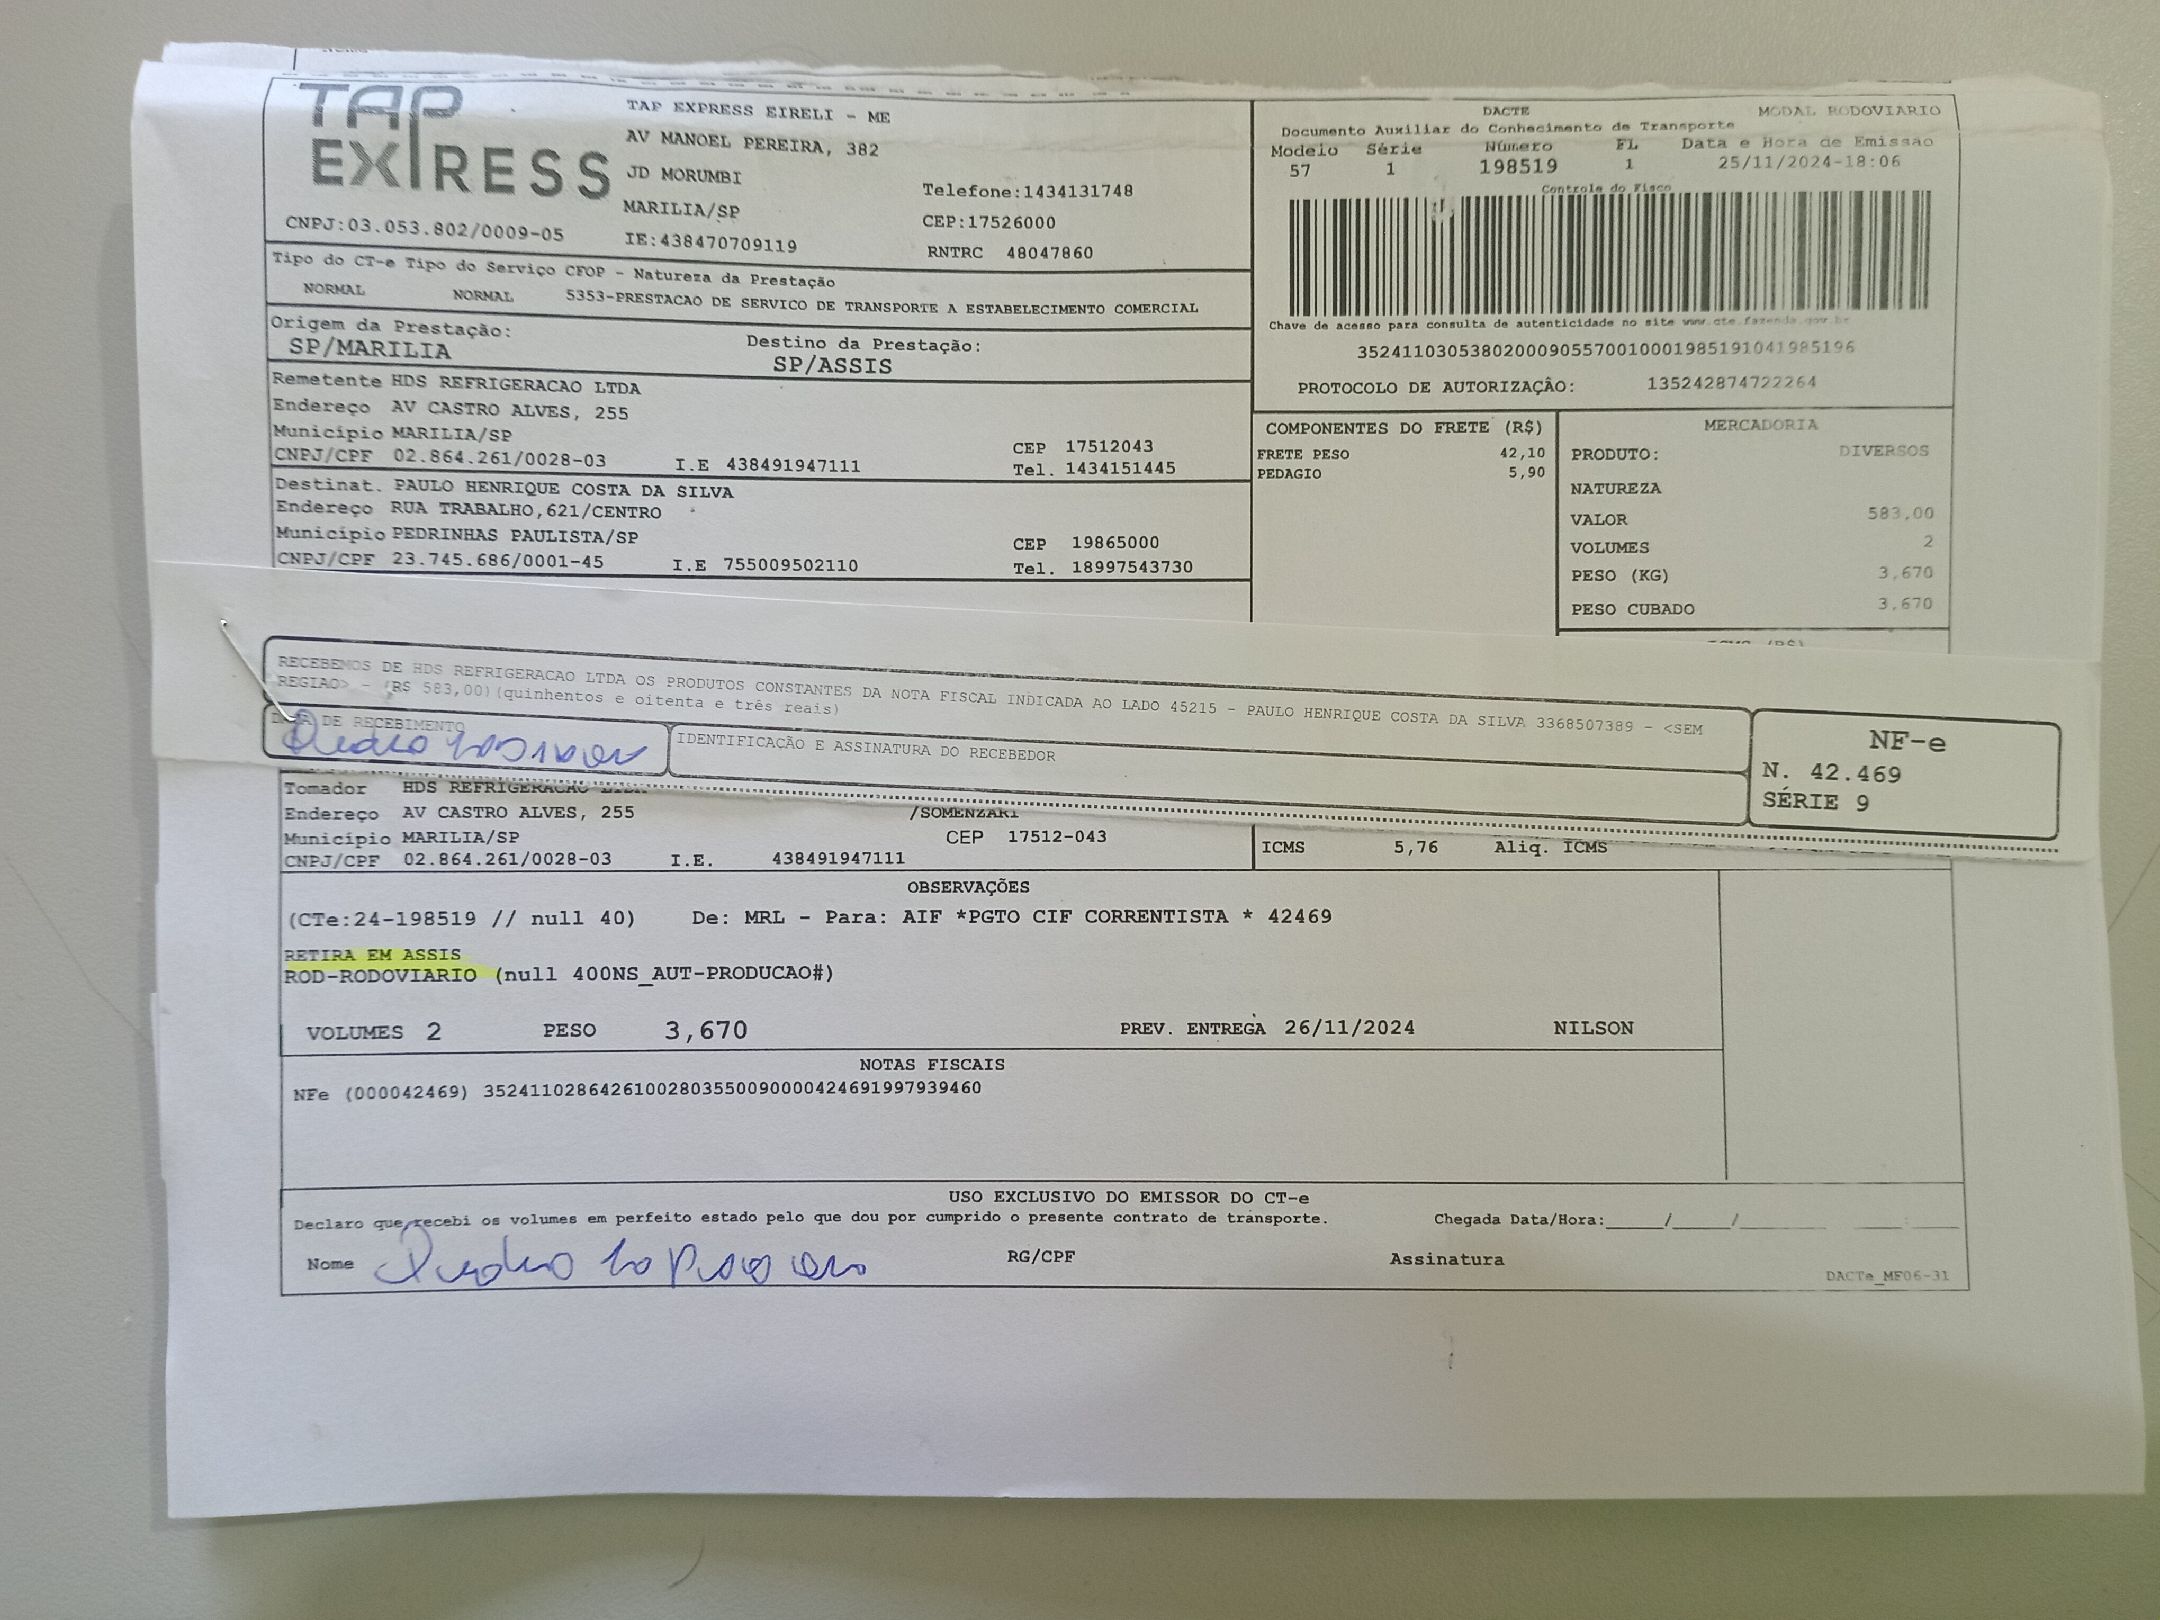 TAP EXPRESS
TAP EXPRESS EIRELI - ME
AV MANOEL PEREIRA, 382
JD MORUMBI
MARILIA/SP
IE:438470709119
Telefone:1434131748
CEP:17526000
RNTRC 48047860
CNPJ:03.053.802/0009-05
Tipo do CT-e Tipo do Serviço CFOP - Natureza da Prestação
NORMAL NORMAL 5353-PRESTACAO DE SERVICO DE TRANSPORTE A ESTABELECIMENTO COMERCIAL
Origem da Prestação: Destino da Prestação:
SP/MARILIA SP/ASSIS
Remetente HDS REFRIGERACAO LTDA
Endereço AV CASTRO ALVES, 255
Município MARILIA/SP CEP 17512043
CNPJ/CPF 02.864.261/0028-03 I.E 438491947111 Tel. 1434151445
Destinat. PAULO HENRIQUE COSTA DA SILVA
Endereço RUA TRABALHO,621/CENTRO
Município PEDRINHAS PAULISTA/SP CEP 19865000
CNPJ/CPF 23.745.686/0001-45 I.E 755009502110 Tel. 18997543730
DACTE MODAL RODOVIARIO
Documento Auxiliar do Conhecimento de Transporte
Modelo Série Número FL Data e Hora de Emissão
57 1 198519 1 25/11/2024-18:06
Controle do Fisco
Chave de acesso para consulta de autenticidade no site www.cte.fazenda.gov.br
35241103053802000905570010001985191041985196
PROTOCOLO DE AUTORIZAÇÂO: 135242874722264
COMPONENTES DO FRETE (R$)
FRETE PESO 42,10
PEDAGIO 5,90
MERCADORIA
PRODUTO: DIVERSOS
NATUREZA
VALOR 583,00
VOLUMES 2
PESO (KG) 3,670
PESO CUBADO 3,670
RECEBEMOS DE HDS REFRIGERACAO LTDA OS PRODUTOS CONSTANTES DA NOTA FISCAL INDICADA AO LADO 45215 - PAULO HENRIQUE COSTA DA SILVA 3368507389 - <SEM
REGIAO> - (R$ 583,00)(quinhentos e oitenta e três reais)
DATA DE RECEBIMENTO
IDENTIFICAÇÃO E ASSINATURA DO RECEBEDOR
NF-e
N. 42.469
SÉRIE 9
Tomador HDS REFRIGERACAO LTDA
Endereço AV CASTRO ALVES, 255 /SOMENZARI
Município MARILIA/SP CEP 17512-043
CNPJ/CPF 02.864.261/0028-03 I.E. 438491947111
ICMS 5,76 Aliq. ICMS
OBSERVAÇÕES
(CTe:24-198519 // null 40) De: MRL - Para: AIF *PGTO CIF CORRENTISTA * 42469
RETIRA EM ASSIS
ROD-RODOVIARIO (null 400NS_AUT-PRODUCAO#)
VOLUMES 2 PESO 3,670 PREV. ENTREGA 26/11/2024 NILSON
NOTAS FISCAIS
NFe (000042469) 35241102864261002803550090000424691997939460
USO EXCLUSIVO DO EMISSOR DO CT-e
Declaro que recebi os volumes em perfeito estado pelo que dou por cumprido o presente contrato de transporte. Chegada Data/Hora:_____/_____/
Nome RG/CPF Assinatura
DACTe_MF06-31